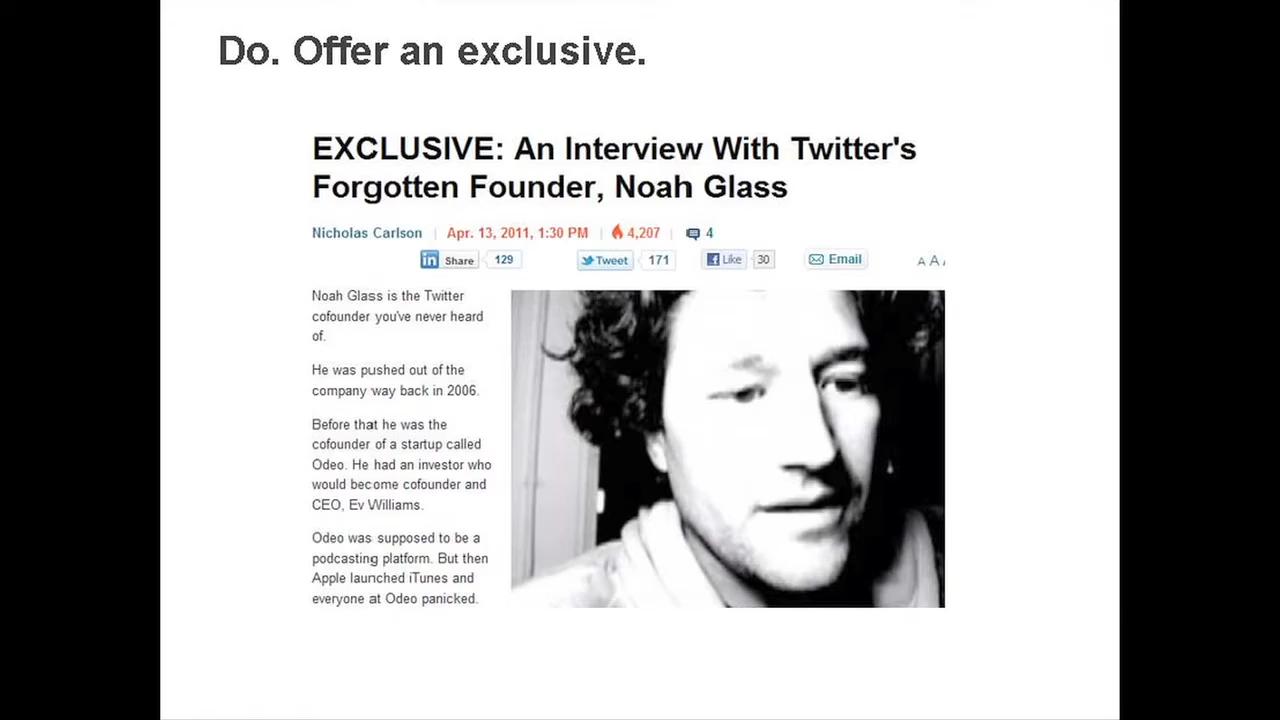 Do. Offer an exclusive.
EXCLUSIVE: An Interview With Twitter's
Forgotten Founder, Noah Glass
Nicholas Carlson | Apr. 13, 2011, 1:30 PM | 4,207 | 4
in Share 129 Tweet 171 f Like 30 Email A A A
Noah Glass is the Twitter
cofounder you've never heard
of.
He was pushed out of the
company way back in 2006.
Before that he was the
cofounder of a startup called
Odeo. He had an investor who
would become cofounder and
CEO, Ev Williams.
Odeo was supposed to be a
podcasting platform. But then
Apple launched iTunes and
everyone at Odeo panicked.